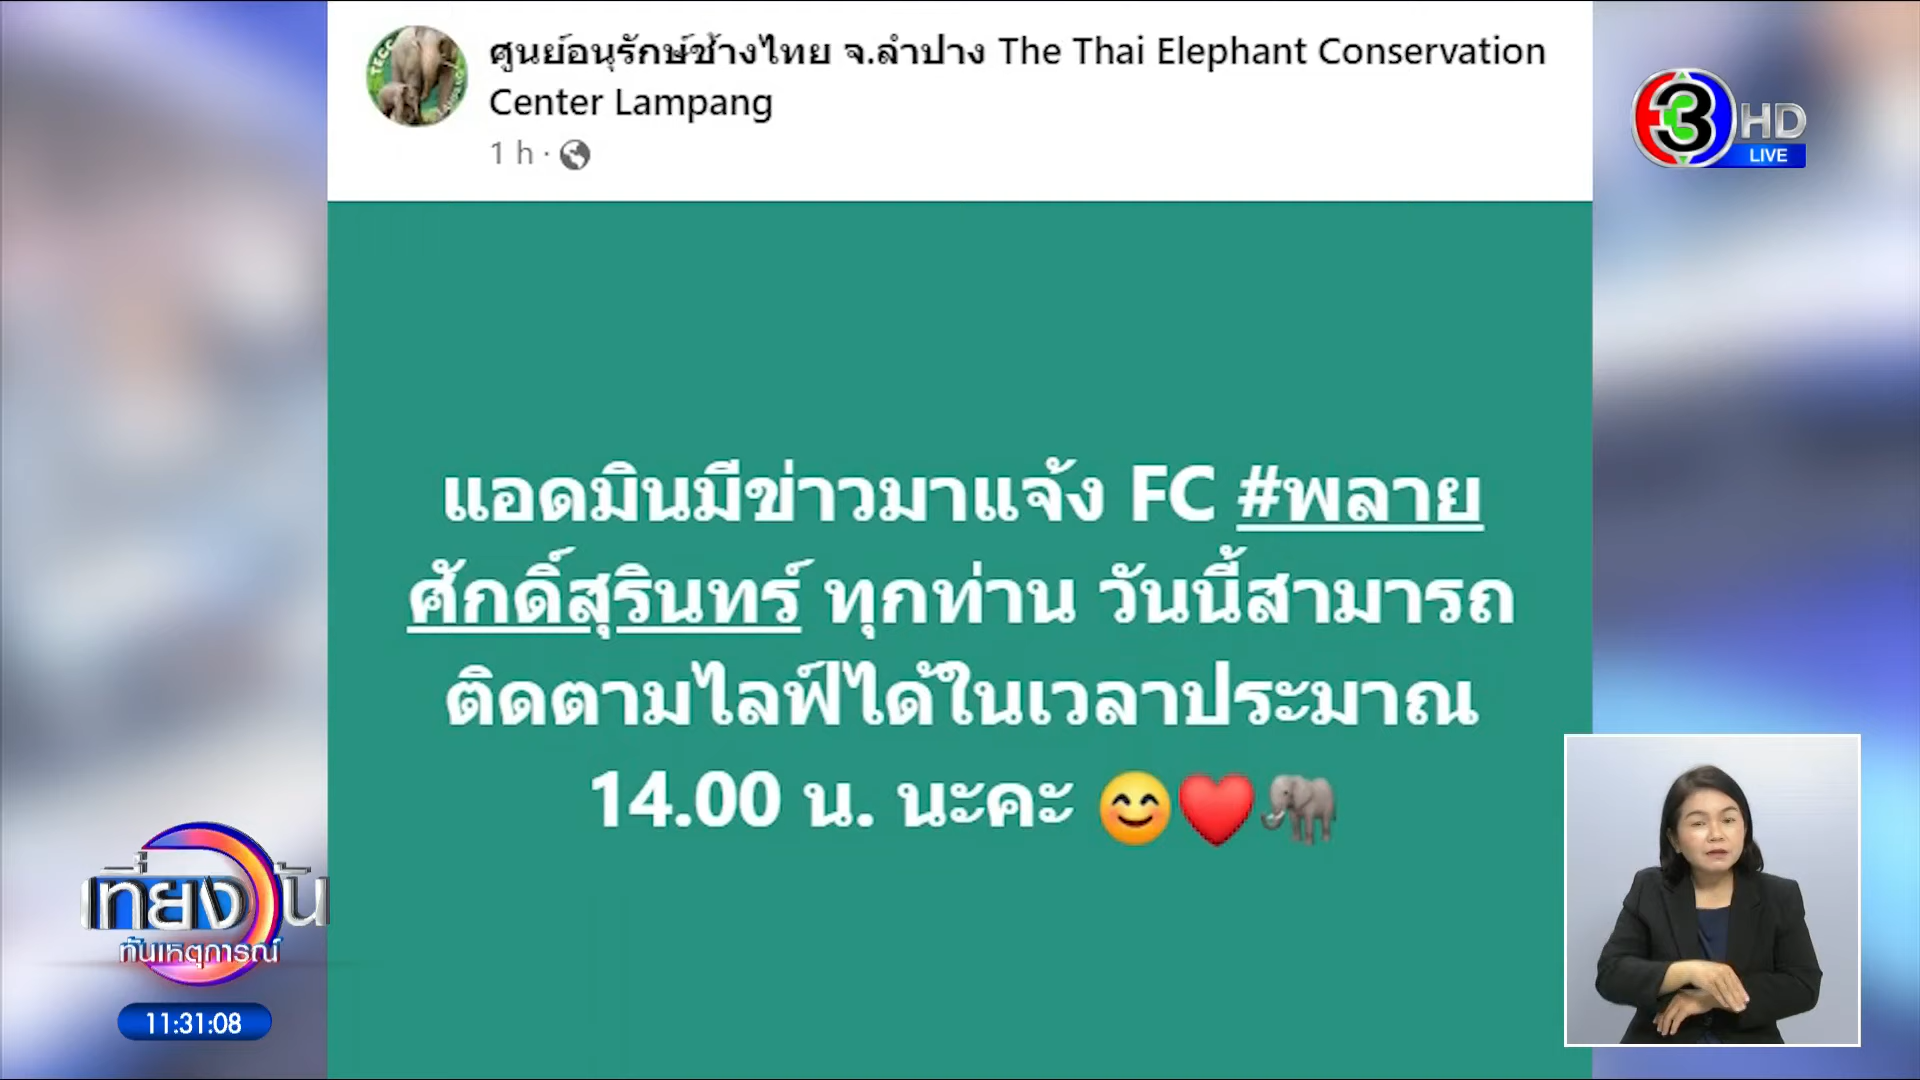 ศูนย์อนุรักษ์ช้างไทย จ.ลำปาง The Thai Elephant Conservation
Center Lampang
1 h ·
TECC
3 HD
LIVE
แอดมินมีข่าวมาแจ้ง FC #พลาย
ศักดิ์สุรินทร์ ทุกท่าน วันนี้สามารถ
ติดตามไลฟ์ได้ในเวลาประมาณ
14.00 น. นะคะ 😊❤️🐘
เที่ยงวัน
ทันเหตุการณ์
11:31:08